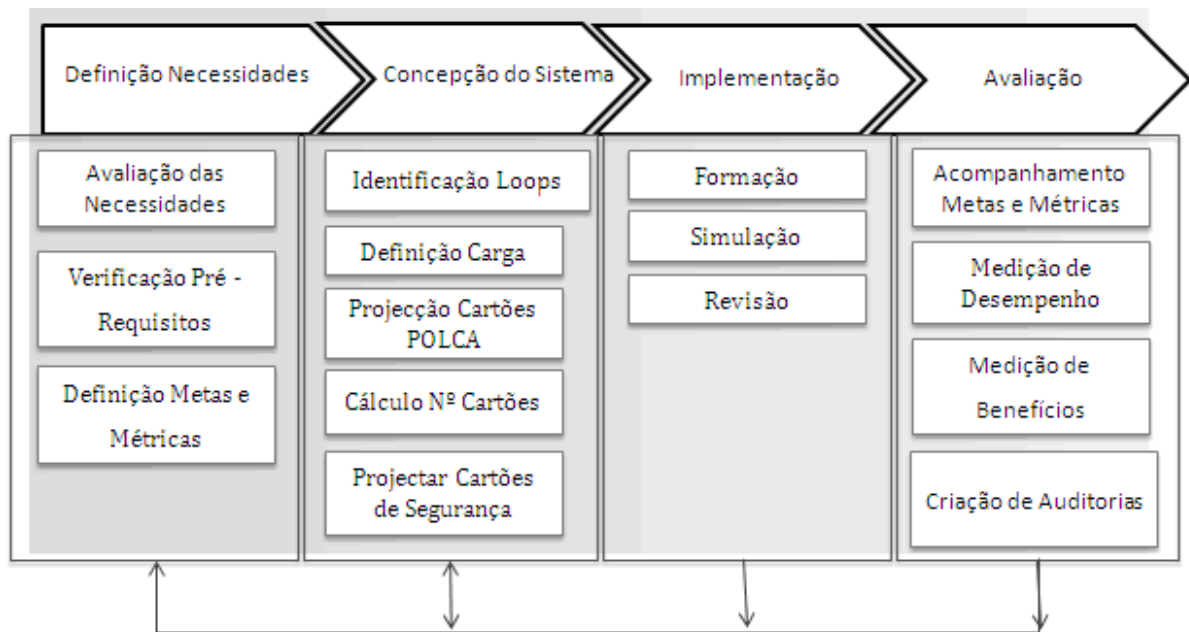 Definição Necessidades
Concepção do Sistema
Implementação
Avaliação
Avaliação das
Necessidades
Verificação Pré -
Requisitos
Definição Metas e
Métricas
Identificação Loops
Definição Carga
Projecção Cartões
POLCA
Cálculo Nº Cartões
Projectar Cartões
de Segurança
Formação
Simulação
Revisão
Acompanhamento
Metas e Métricas
Medição de
Desempenho
Medição de
Benefícios
Criação de Auditorias